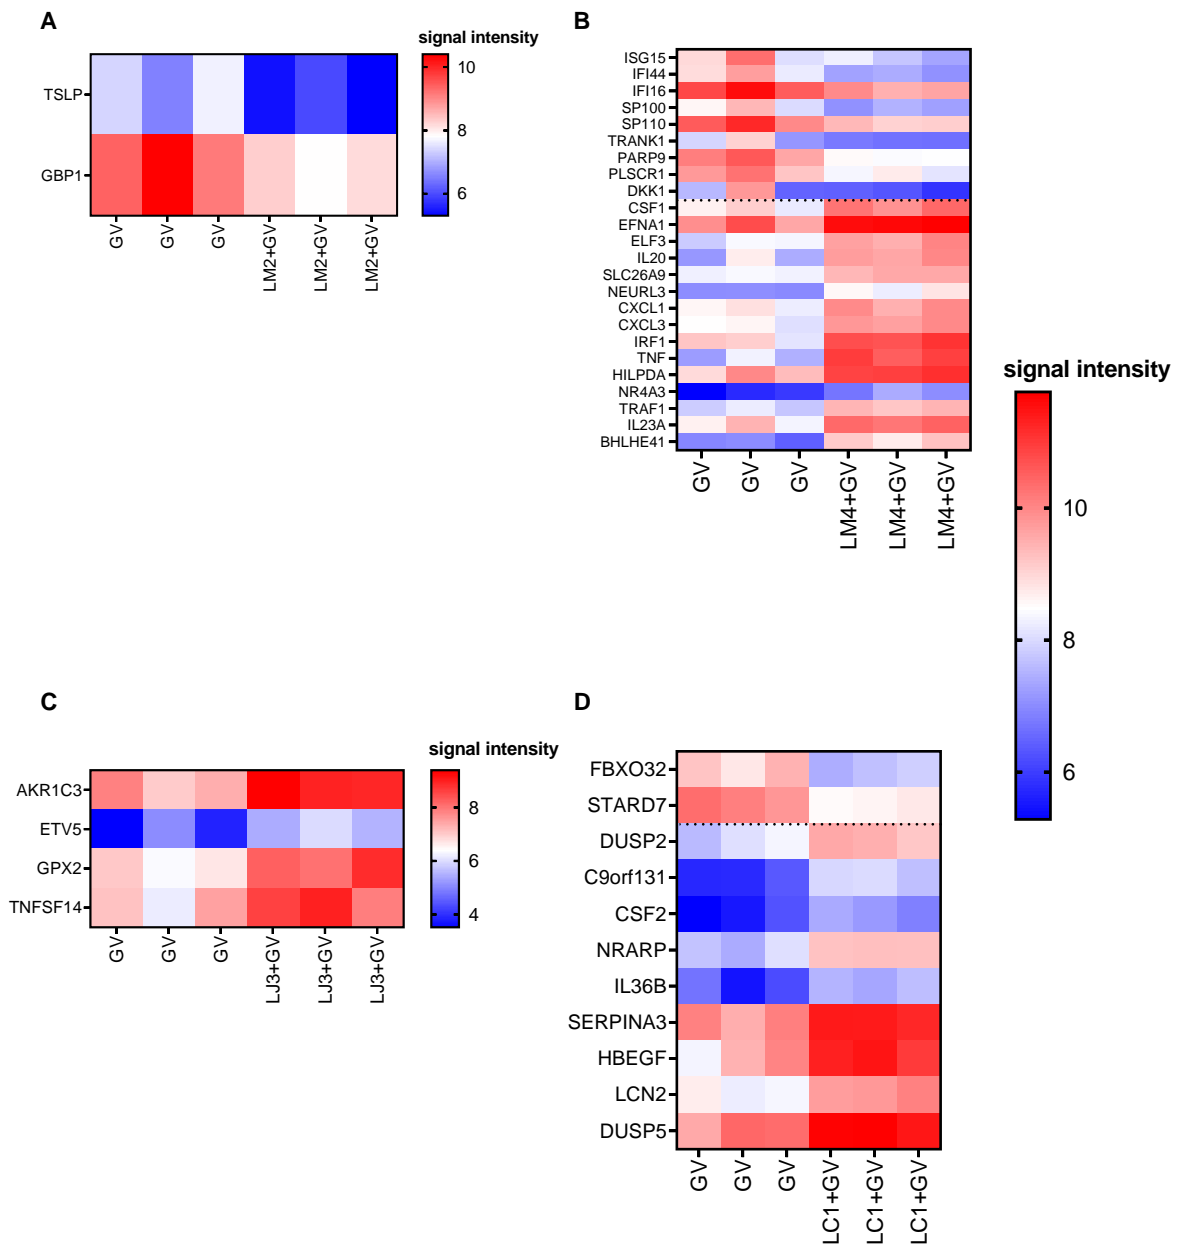 A
signal intensity
TSLP
GBP1
10
8
6
GV
GV
GV
LM2+GV
LM2+GV
LM2+GV
B
ISG15
IFI44
IFI16
SP100
SP110
TRANK1
PARP9
PLSCR1
DKK1
CSF1
EFNA1
ELF3
IL20
SLC26A9
NEURL3
CXCL1
CXCL3
IRF1
TNF
HILPDA
NR4A3
TRAF1
IL23A
BHLHE41
GV
GV
GV
LM4+GV
LM4+GV
LM4+GV
signal intensity
10
8
6
C
signal intensity
AKR1C3
ETV5
GPX2
TNFSF14
8
6
4
GV
GV
GV
LJ3+GV
LJ3+GV
LJ3+GV
D
FBXO32
STARD7
DUSP2
C9orf131
CSF2
NRARP
IL36B
SERPINA3
HBEGF
LCN2
DUSP5
GV
GV
GV
LC1+GV
LC1+GV
LC1+GV